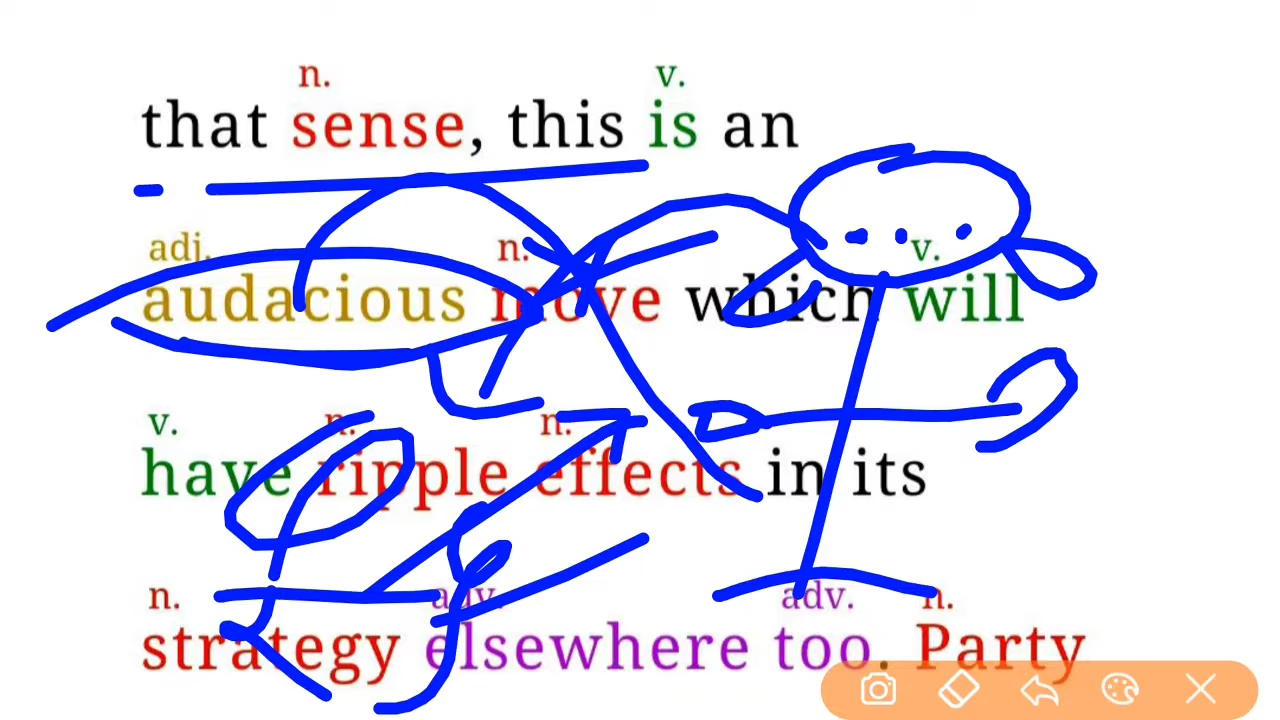 n. v.
that sense, this is an
adj. n. v.
audacious move which will
v. n. n.
have ripple effects in its
n. adv. adv. n.
strategy elsewhere too. Party